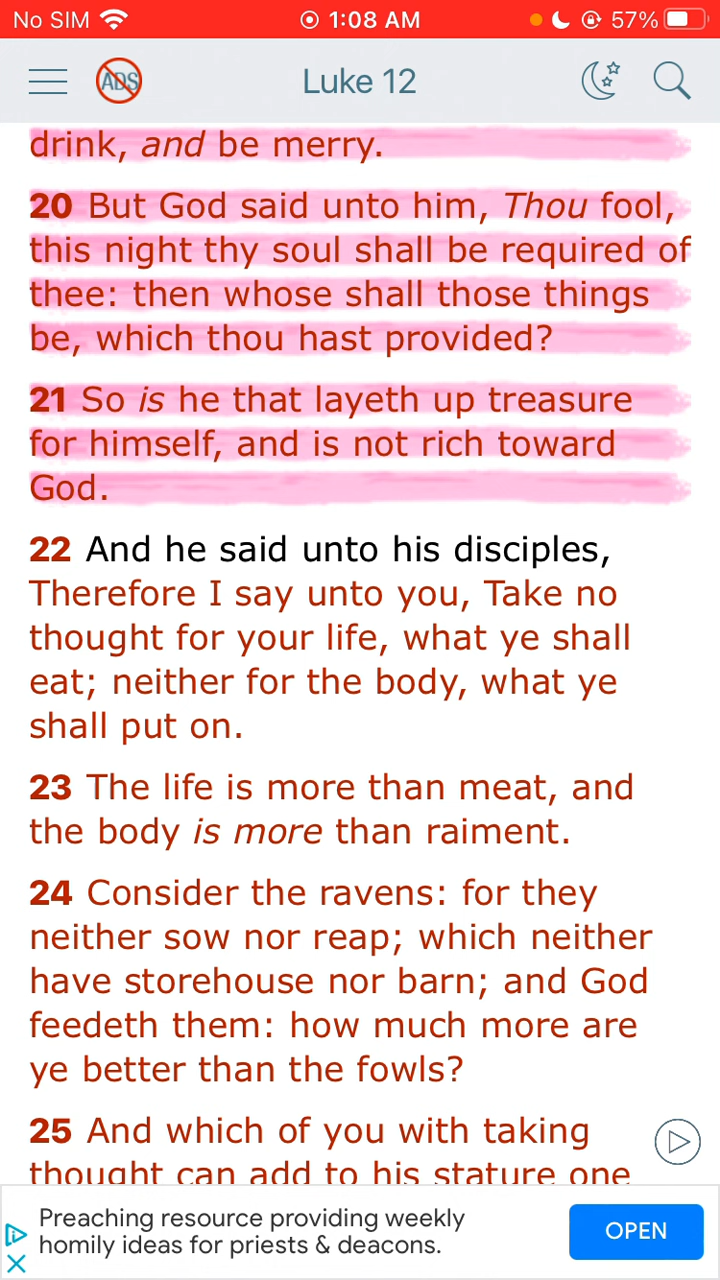 No SIM 1:08 AM 57%
ADS Luke 12
drink, and be merry.
20 But God said unto him, Thou fool,
this night thy soul shall be required of
thee: then whose shall those things
be, which thou hast provided?
21 So is he that layeth up treasure
for himself, and is not rich toward
God.
22 And he said unto his disciples,
Therefore I say unto you, Take no
thought for your life, what ye shall
eat; neither for the body, what ye
shall put on.
23 The life is more than meat, and
the body is more than raiment.
24 Consider the ravens: for they
neither sow nor reap; which neither
have storehouse nor barn; and God
feedeth them: how much more are
ye better than the fowls?
25 And which of you with taking
thought can add to his stature one
Preaching resource providing weekly
homily ideas for priests & deacons.
OPEN